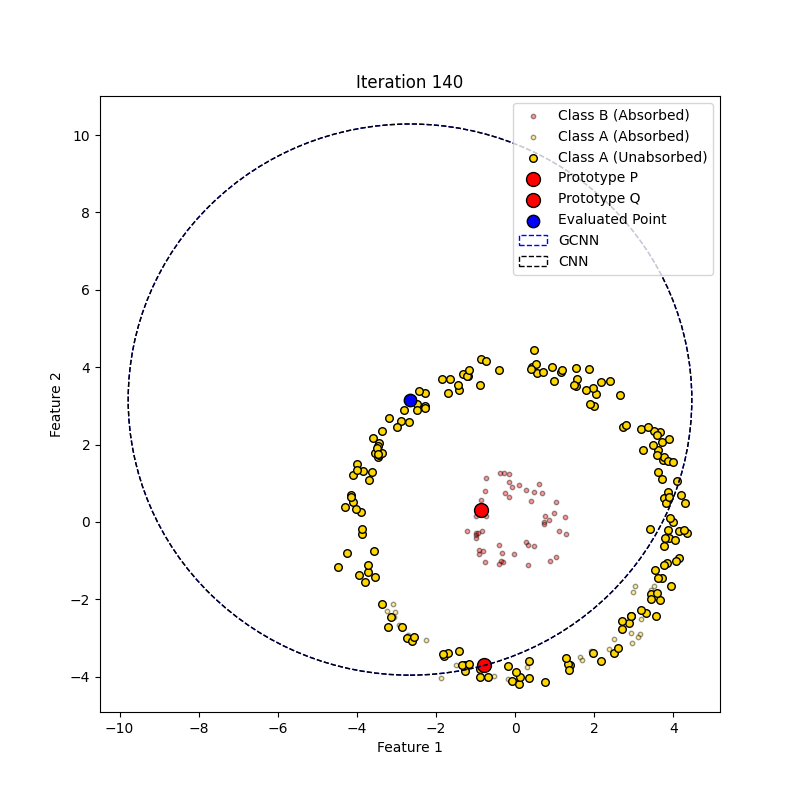 Iteration 140
Class B (Absorbed)
Class A (Absorbed)
Class A (Unabsorbed)
Prototype P
Prototype Q
Evaluated Point
GCNN
CNN
10
8
6
4
2
0
−2
−4
Feature 2
−10
−8
−6
−4
−2
0
2
4
Feature 1